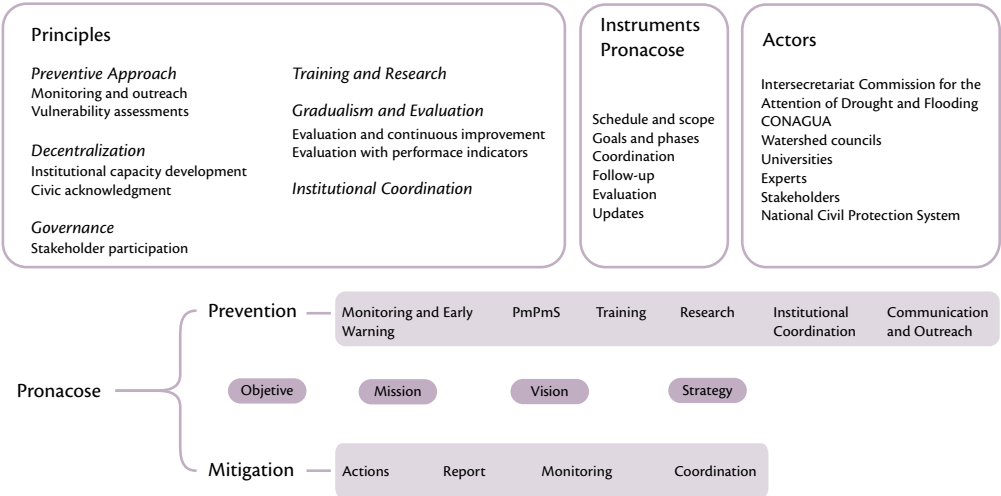 Principles
Preventive Approach
Monitoring and outreach
Vulnerability assessments
Decentralization
Institutional capacity development
Civic acknowledgment
Governance
Stakeholder participation
Training and Research
Gradualism and Evaluation
Evaluation and continuous improvement
Evaluation with performace indicators
Institutional Coordination
Instruments
Pronacose
Schedule and scope
Goals and phases
Coordination
Follow-up
Evaluation
Updates
Actors
Intersecretariat Commission for the
Attention of Drought and Flooding
CONAGUA
Watershed councils
Universities
Experts
Stakeholders
National Civil Protection System
Pronacose
Prevention
Monitoring and Early
Warning
PmPmS
Training
Research
Institutional
Coordination
Communication
and Outreach
Objetive
Mission
Vision
Strategy
Mitigation
Actions
Report
Monitoring
Coordination